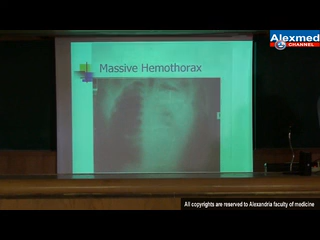 Alexmed
CHANNEL
Massive Hemothorax
All copyrights are reserved to Alexandria faculty of medicine